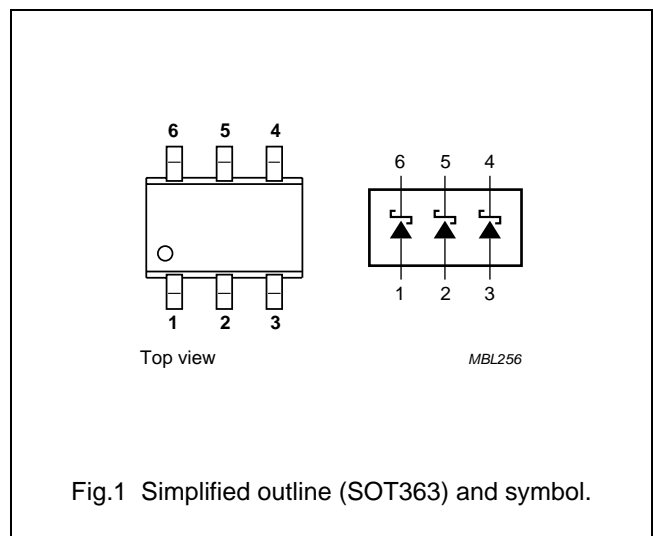 6 5 4
6 5 4
1 2 3
1 2 3
Top view
MBL256
Fig.1 Simplified outline (SOT363) and symbol.